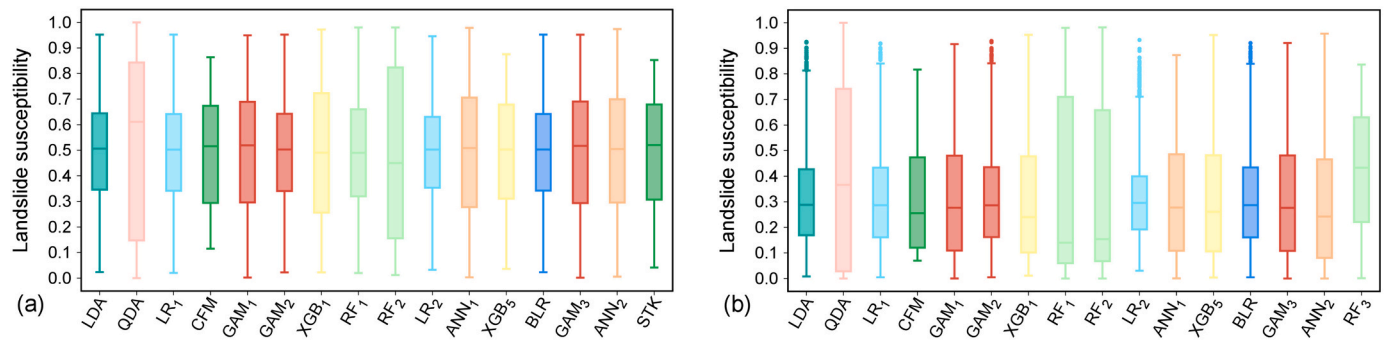 Landslide susceptibility
1.0
0.9
0.8
0.7
0.6
0.5
0.4
0.3
0.2
0.1
0.0
(a)
LDA
QDA
LR1
CFM
GAM1
GAM2
XGB1
RF1
RF2
LR2
ANN1
XGB5
BLR
GAM3
ANN2
STK
Landslide susceptibility
1.0
0.9
0.8
0.7
0.6
0.5
0.4
0.3
0.2
0.1
0.0
(b)
LDA
QDA
LR1
CFM
GAM1
GAM2
XGB1
RF1
RF2
LR2
ANN1
XGB5
BLR
GAM3
ANN2
RF3